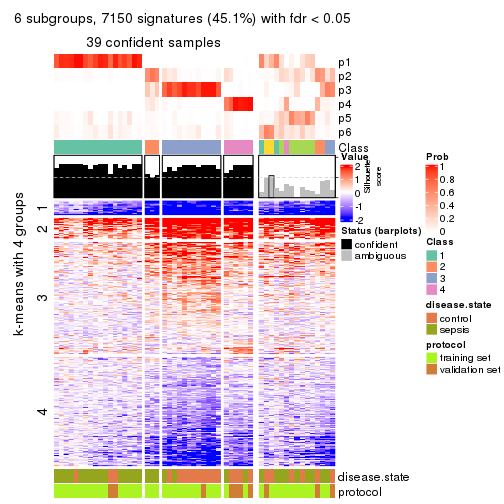 6 subgroups, 7150 signatures (45.1%) with fdr < 0.05
39 confident samples
p1
p2
p3
p4
p5
p6
Class
1
2
3
4
k-means with 4 groups
Value
2
1
0
-1
-2
Silhouette
score
Status (barplots)
confident
ambiguous
Prob
1
0.8
0.6
0.4
0.2
0
Class
1
2
3
4
disease.state
control
sepsis
protocol
training set
validation set
disease.state
protocol